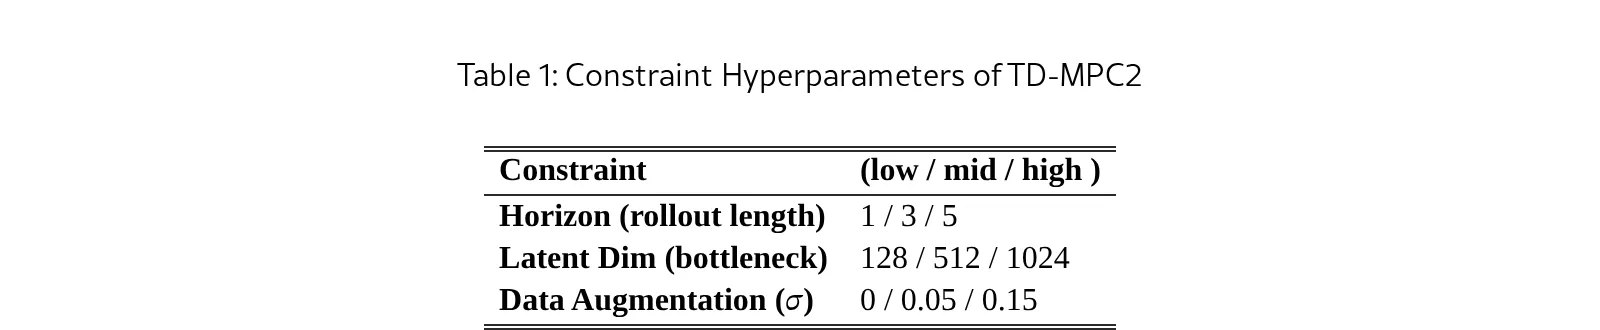 Table 1: Constraint Hyperparameters of TD-MPC2
Constraint (low / mid / high )
Horizon (rollout length) 1 / 3 / 5
Latent Dim (bottleneck) 128 / 512 / 1024
Data Augmentation (σ) 0 / 0.05 / 0.15